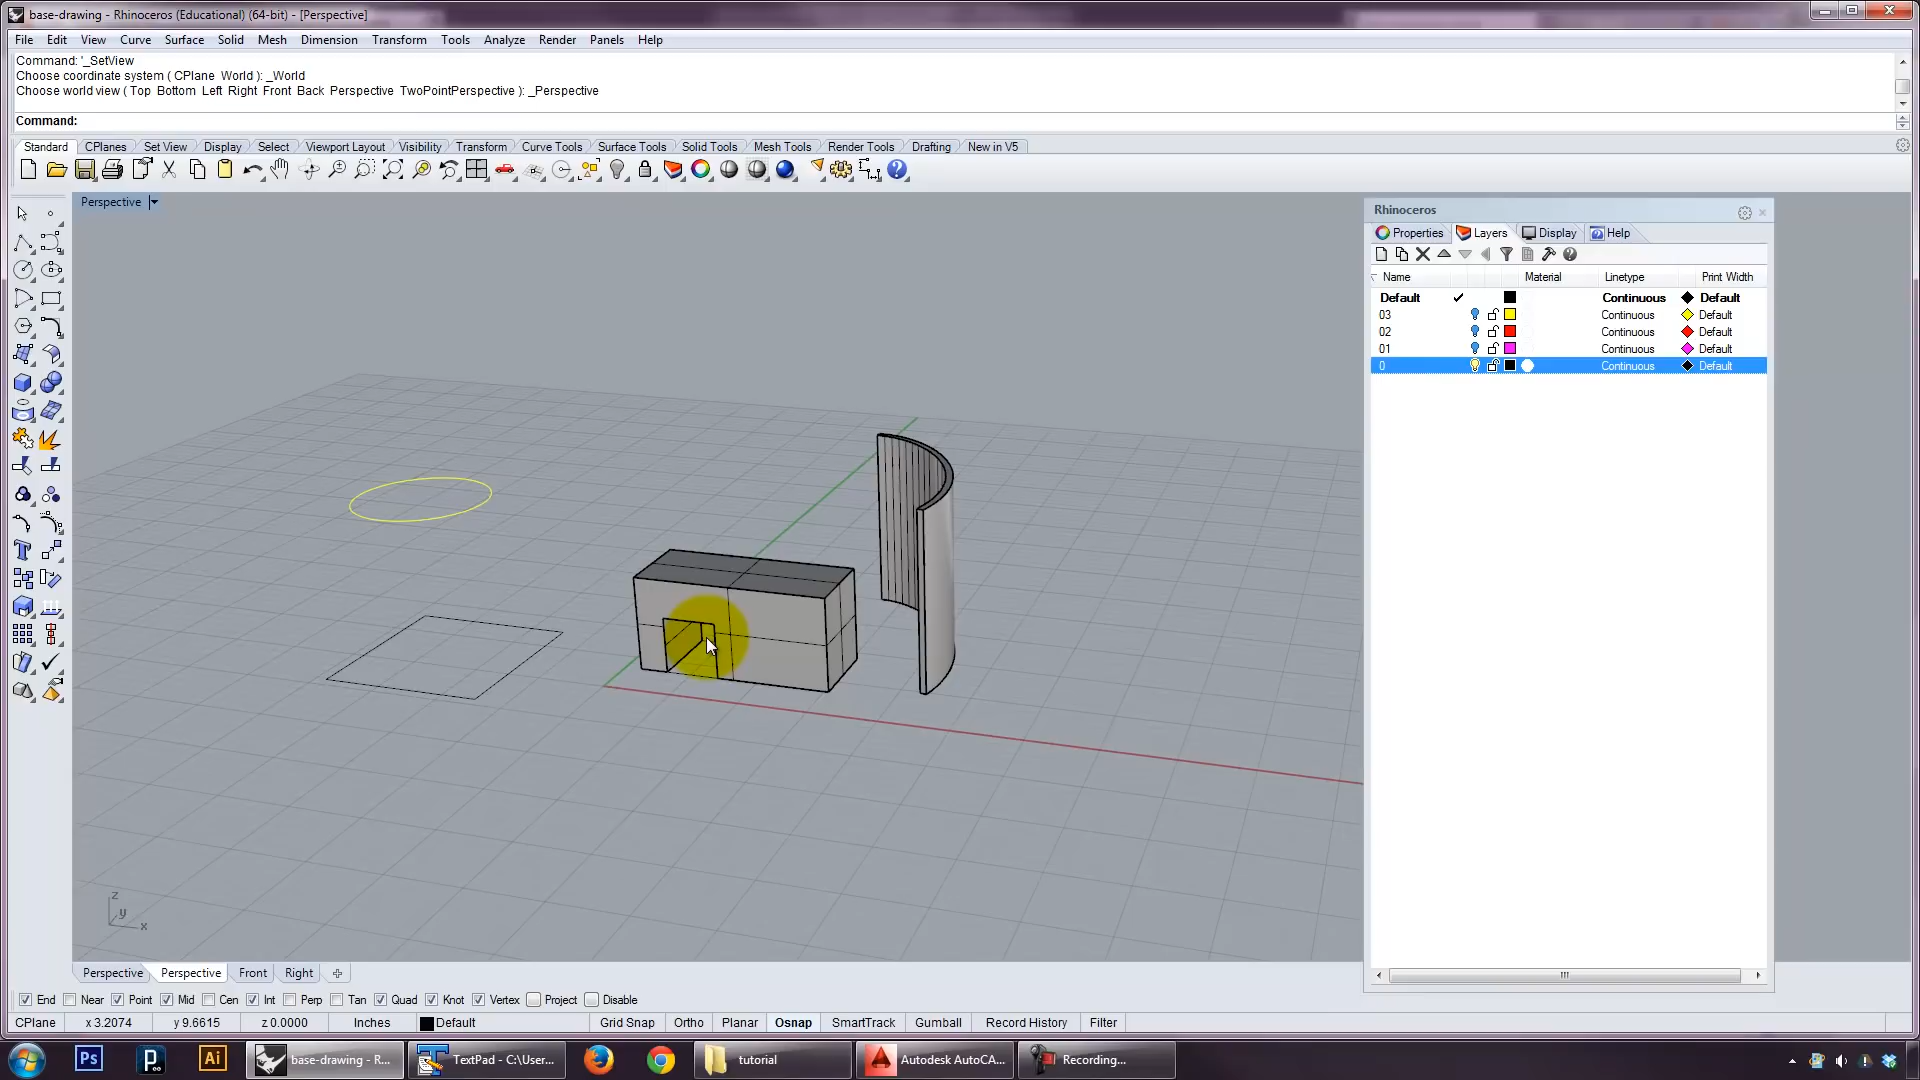 base-drawing - Rhinoceros (Educational) (64-bit) - [Perspective]
File Edit View Curve Surface Solid Mesh Dimension Transform Tools Analyze Render Panels Help
Command: '_SetView
Choose coordinate system ( CPlane World ): _World
Choose world view ( Top Bottom Left Right Front Back Perspective TwoPointPerspective ): _Perspective
Command:
Standard CPlanes Set View Display Select Viewport Layout Visibility Transform Curve Tools Surface Tools Solid Tools Mesh Tools Render Tools Drafting New in V5
Perspective
Rhinoceros
Properties Layers Display Help
Name Material Linetype Print Width
Default Continuous Default
03 Continuous Default
02 Continuous Default
01 Continuous Default
0 Continuous Default
z
y
x
Perspective Perspective Front Right
End Near Point Mid Cen Int Perp Tan Quad Knot Vertex Project Disable
CPlane x 3.2074 y 9.6615 z 0.0000 Inches Default Grid Snap Ortho Planar Osnap SmartTrack Gumball Record History Filter
Ps p. Ai base-drawing - R... TextPad - C:\User... tutorial Autodesk AutoCA... Recording...